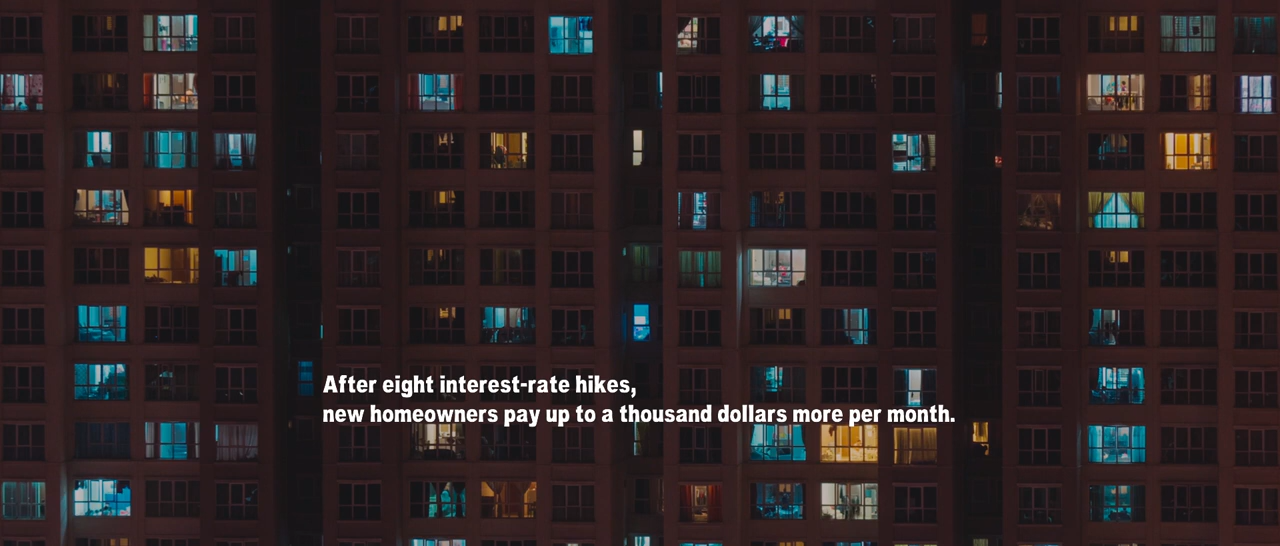 After eight interest-rate hikes,
new homeowners pay up to a thousand dollars more per month.